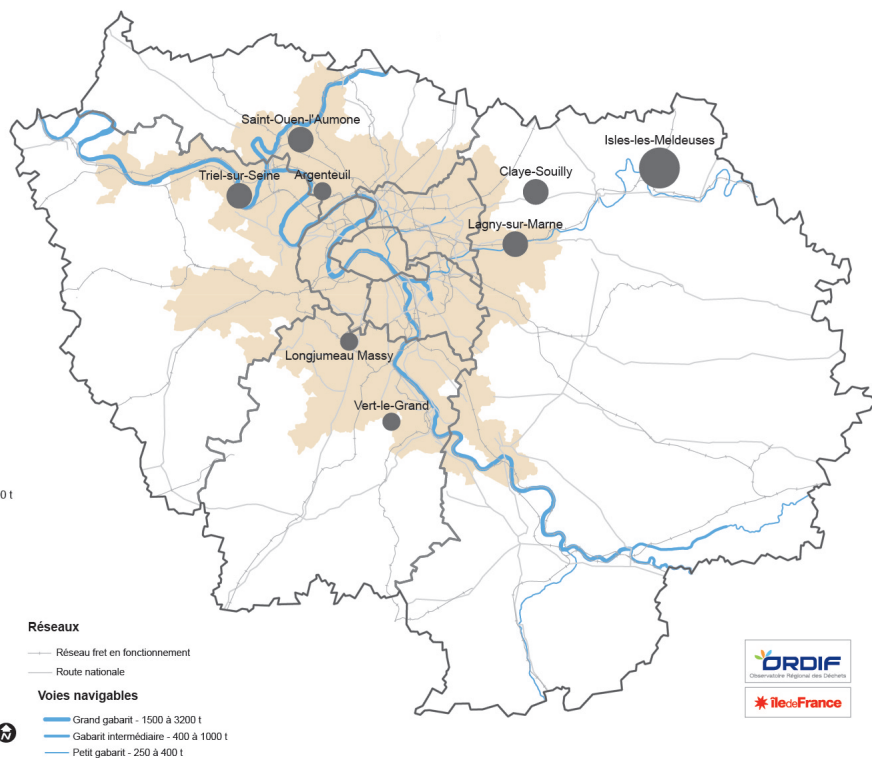 Saint-Ouen-l'Aumone
Isles-les-Meldeuses
Triel-sur-Seine
Argenteuil
Claye-Souilly
Lagny-sur-Marne
Longjumeau Massy
Vert-le-Grand
0 t
Réseaux
Réseau fret en fonctionnement
Route nationale
Voies navigables
Grand gabarit - 1500 à 3200 t
Gabarit intermédiaire - 400 à 1000 t
Petit gabarit - 250 à 400 t
ORDIF
Observatoire Régional des Déchets
îledeFrance